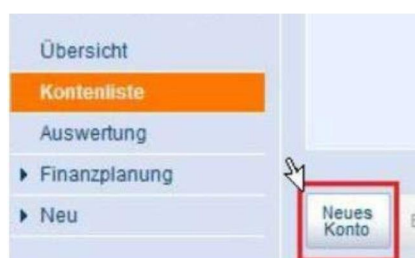 Übersicht
Kontenliste
Auswertung
Finanzplanung
Neu
Neues
Konto